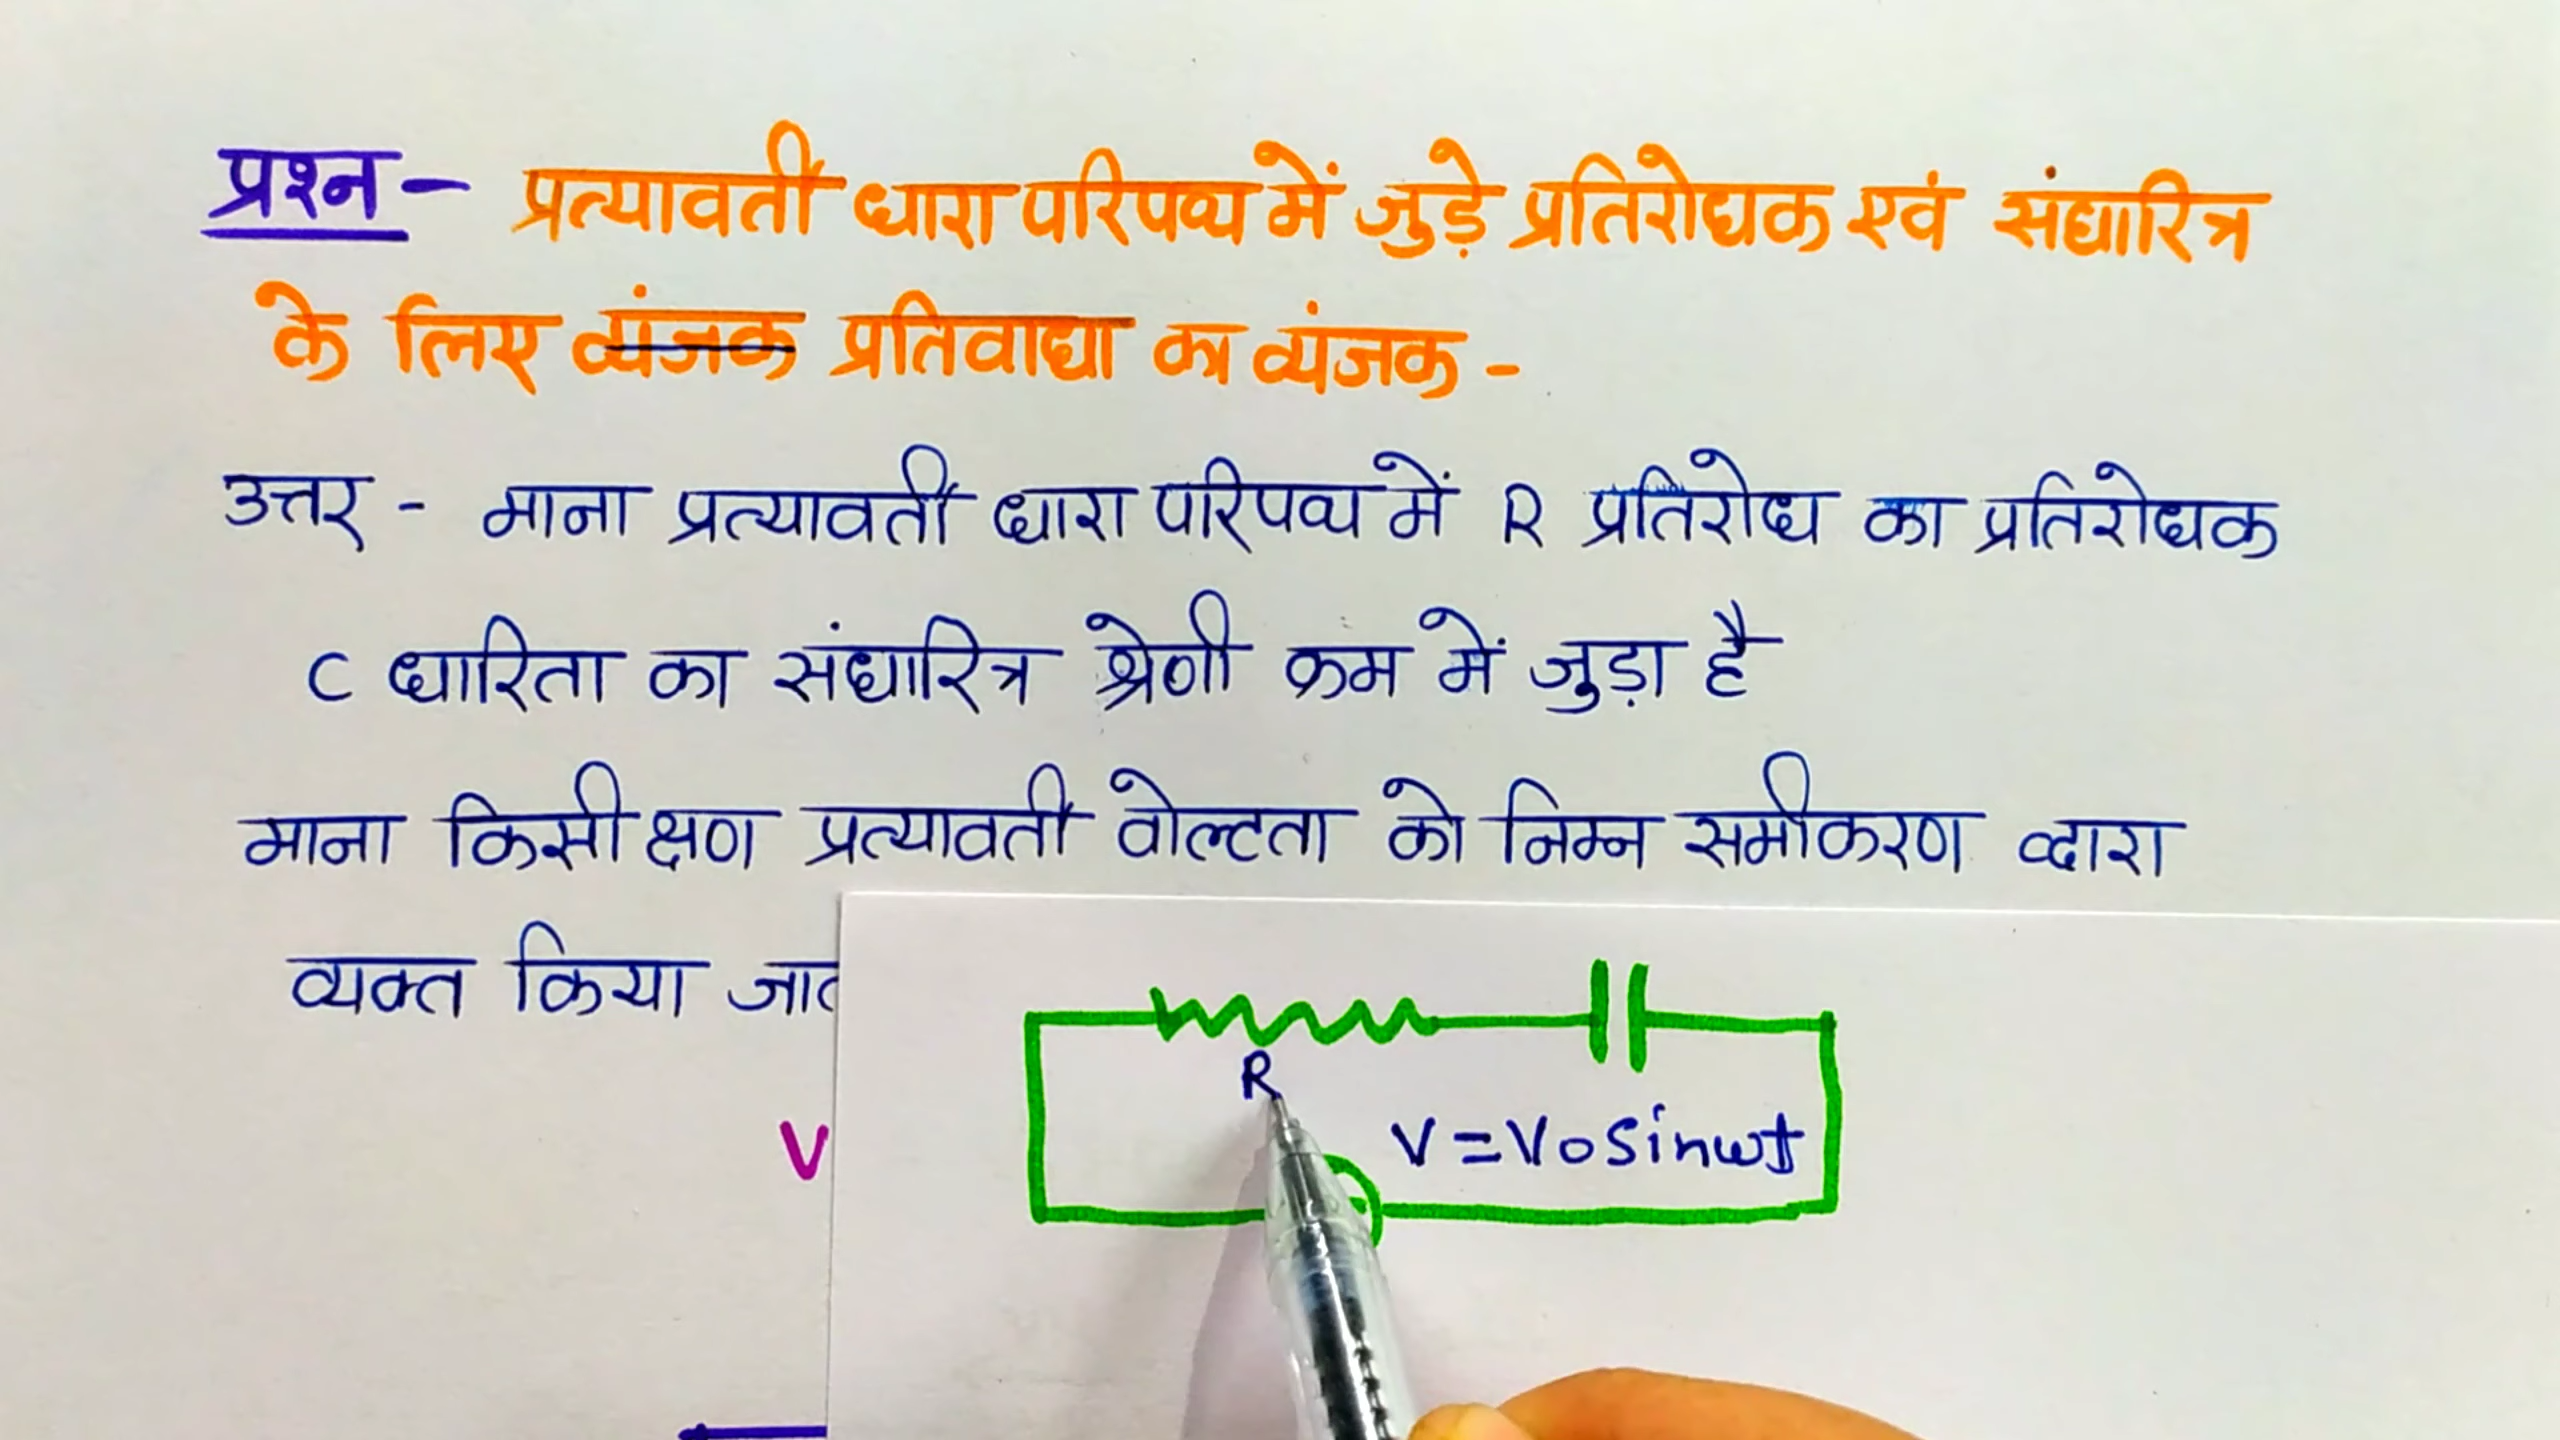 प्रश्न - प्रत्यावर्ती धारा परिपथ में जुड़े प्रतिरोधक एवं संधारित्र
के लिए व्यंजक प्रतिबाधा का व्यंजक -
उत्तर - माना प्रत्यावर्ती धारा परिपथ में R प्रतिरोध का प्रतिरोधक
C धारिता का संधारित्र श्रेणी क्रम में जुड़ा है
माना किसी क्षण प्रत्यावर्ती वोल्टता को निम्न समीकरण द्वारा
व्यक्त किया
R
V = V0 sinωt
V